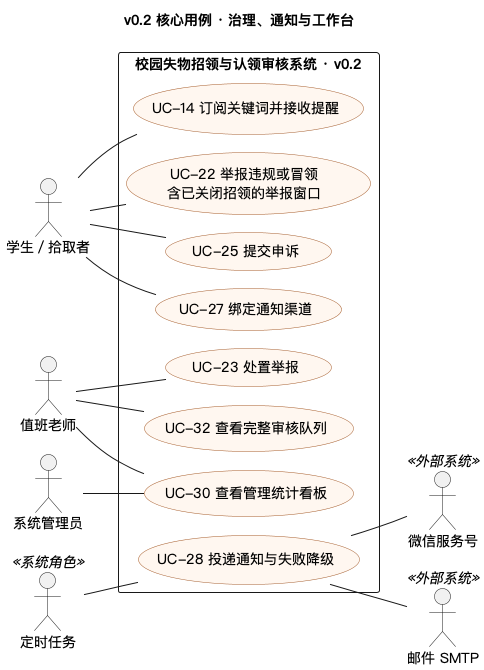 v0.2 核心用例 · 治理、通知与工作台
校园失物招领与认领审核系统 · v0.2
UC-14 订阅关键词并接收提醒
UC-22 举报违规或冒领
含已关闭招领的举报窗口
学生 / 拾取者
UC-25 提交申诉
UC-27 绑定通知渠道
UC-23 处置举报
值班老师
UC-32 查看完整审核队列
UC-30 查看管理统计看板
系统管理员
«外部系统»
微信服务号
UC-28 投递通知与失败降级
«系统角色»
定时任务
«外部系统»
邮件 SMTP